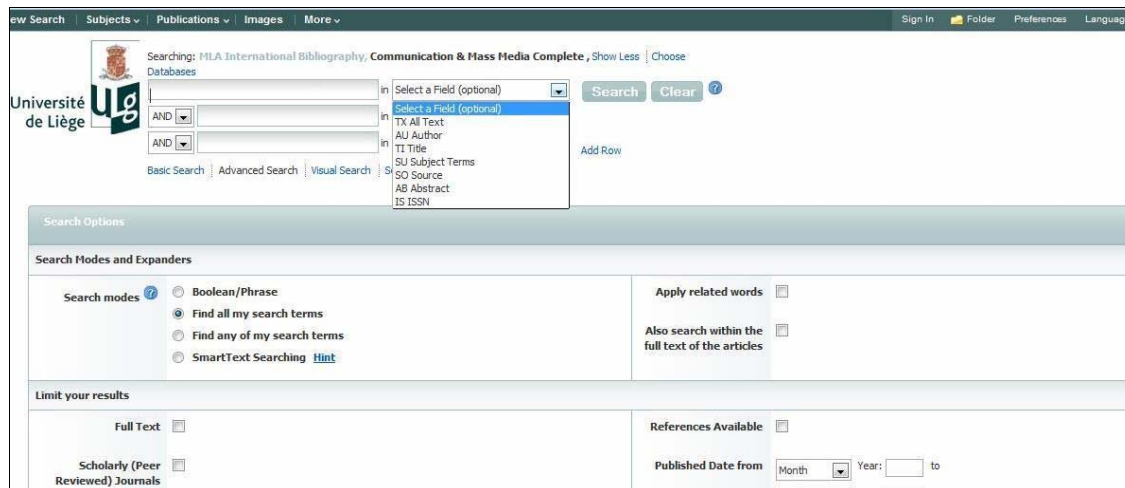 ew Search Subjects Publications Images More Sign In Folder Preferences Languag
Searching: MLA International Bibliography, Communication & Mass Media Complete , Show Less Choose
Databases
in Select a Field (optional) Search Clear ?
Université de Liège
ULg
AND in
AND in
Select a Field (optional)
TX All Text
AU Author
TI Title
SU Subject Terms
SO Source
AB Abstract
IS ISSN
Add Row
Basic Search Advanced Search Visual Search S
Search Options
Search Modes and Expanders
Search modes ?
Boolean/Phrase
Find all my search terms
Find any of my search terms
SmartText Searching Hint
Apply related words
Also search within the
full text of the articles
Limit your results
Full Text
References Available
Scholarly (Peer
Reviewed) Journals
Published Date from Month Year: to